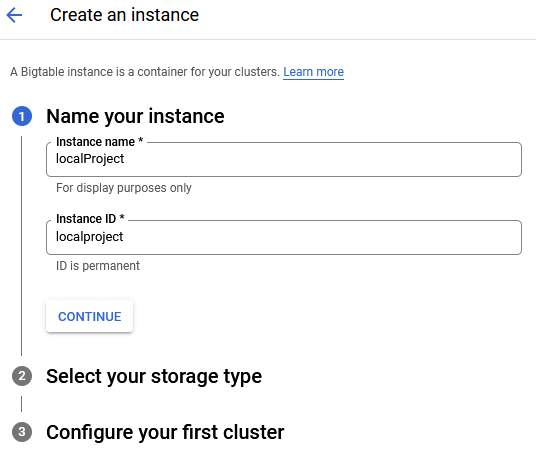 Create an instance
A Bigtable instance is a container for your clusters. Learn more
1 Name your instance
Instance name *
localProject
For display purposes only
Instance ID *
localproject
ID is permanent
CONTINUE
2 Select your storage type
3 Configure your first cluster